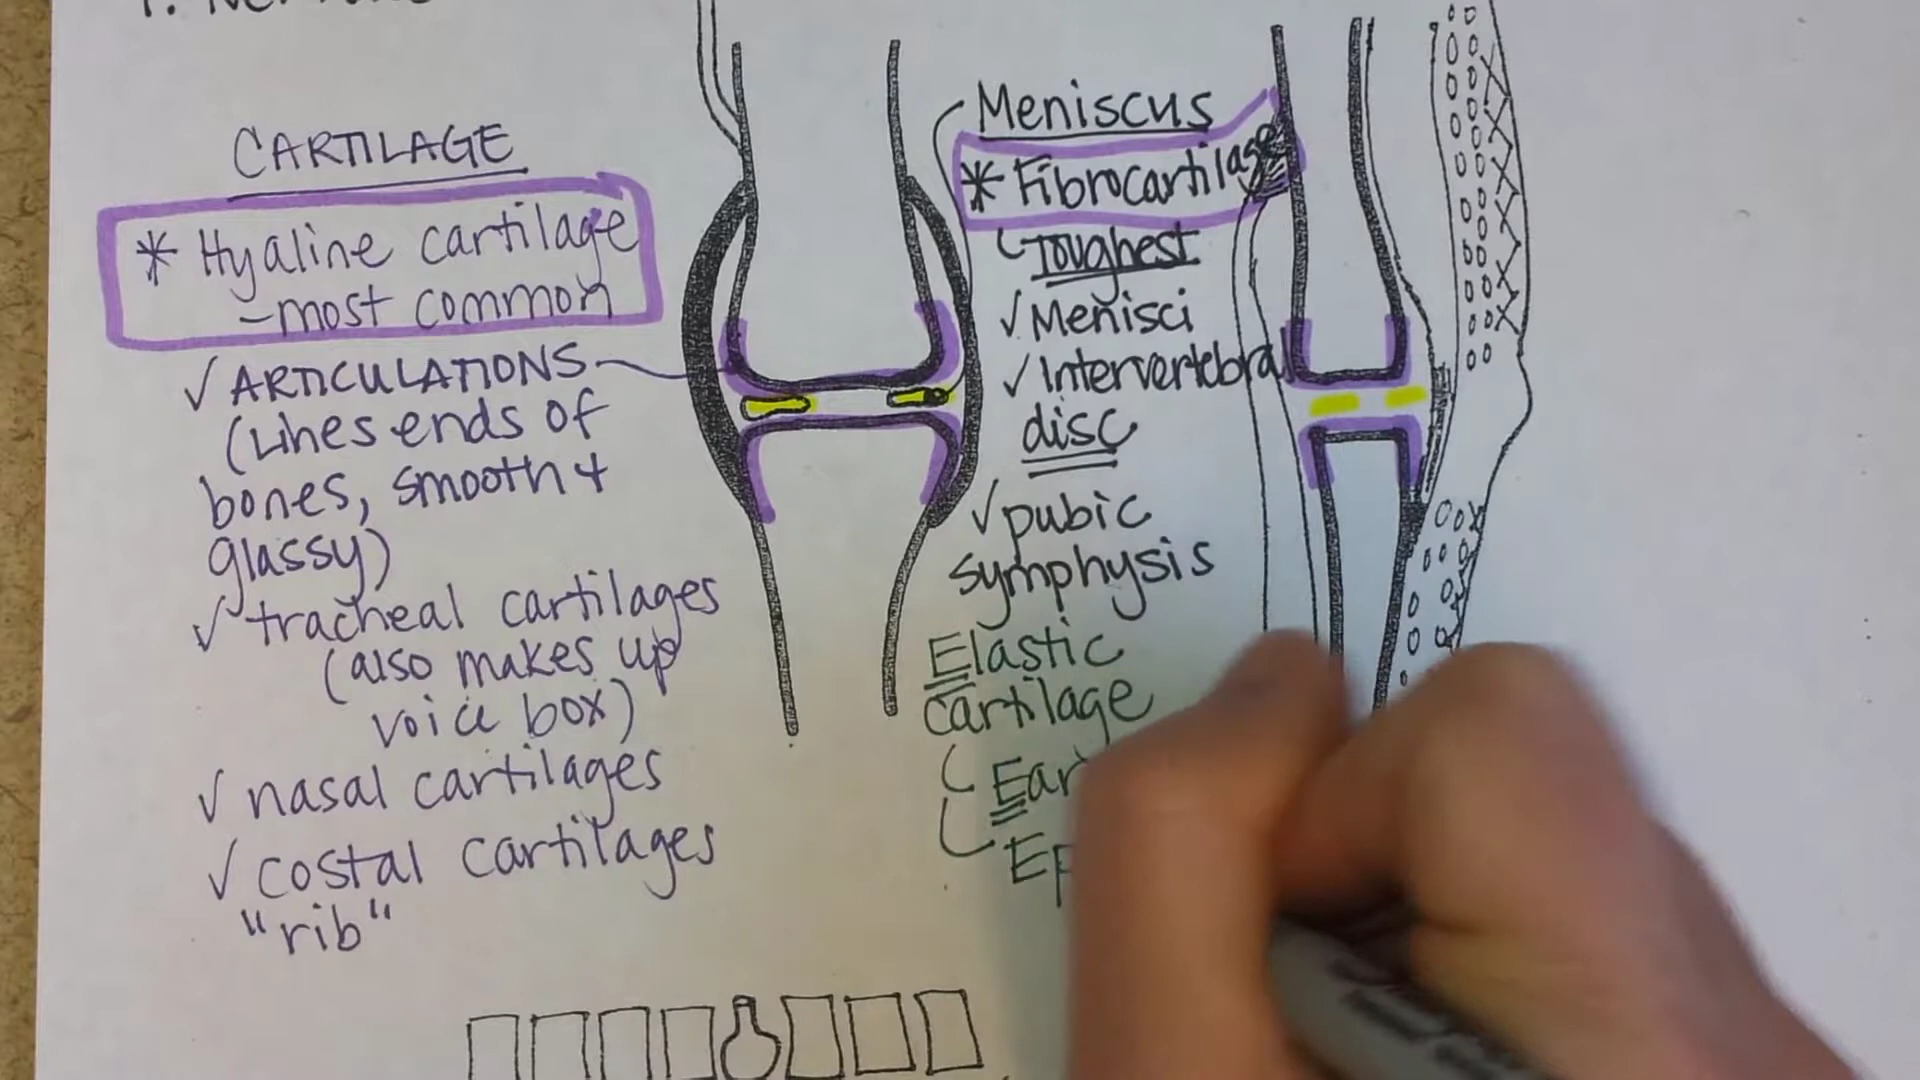 CARTILAGE
* Hyaline cartilage
- most common
✓ ARTICULATIONS
(Lines ends of
bones, smooth +
glassy)
✓ tracheal cartilages
(also makes up
voice box)
✓ nasal cartilages
✓ costal cartilages
"rib"
Meniscus
* Fibrocartilage
Toughest
✓ Menisci
✓ Intervertebral
disc
✓ pubic
symphysis
Elastic
cartilage
Ear